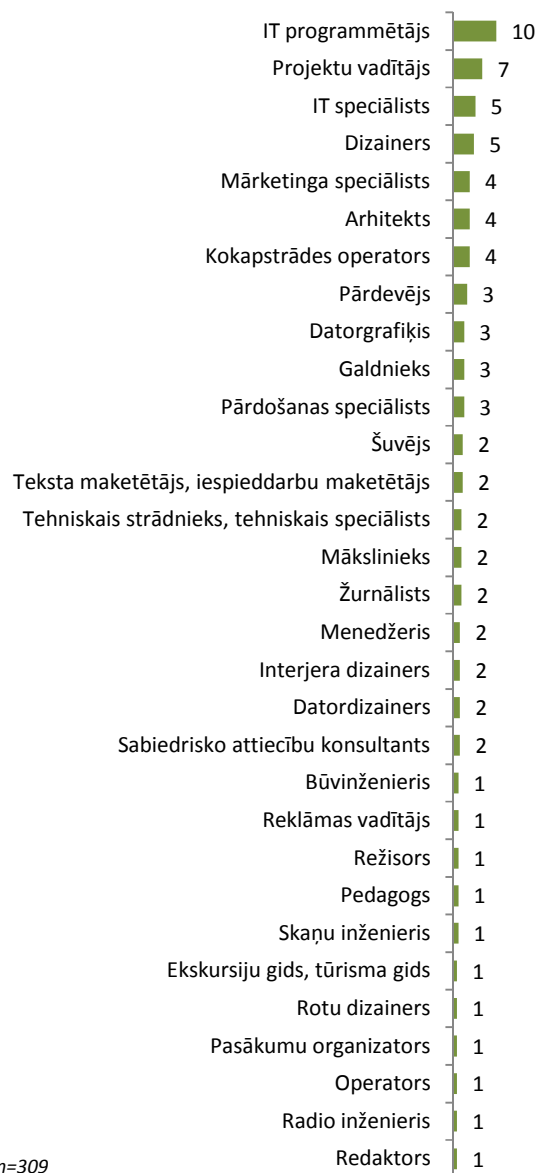 IT programmētājs 10
Projektu vadītājs 7
IT speciālists 5
Dizainers 5
Mārketinga speciālists 4
Arhitekts 4
Kokapstrādes operators 4
Pārdevējs 3
Datorgrafiķis 3
Galdnieks 3
Pārdošanas speciālists 3
Šuvējs 2
Teksta maketētājs, iespieddarbu maketētājs 2
Tehniskais strādnieks, tehniskais speciālists 2
Mākslinieks 2
Žurnālists 2
Menedžeris 2
Interjera dizainers 2
Datordizainers 2
Sabiedrisko attiecību konsultants 2
Būvinženieris 1
Reklāmas vadītājs 1
Režisors 1
Pedagogs 1
Skaņu inženieris 1
Ekskursiju gids, tūrisma gids 1
Rotu dizainers 1
Pasākumu organizators 1
Operators 1
Radio inženieris 1
Redaktors 1
n=309